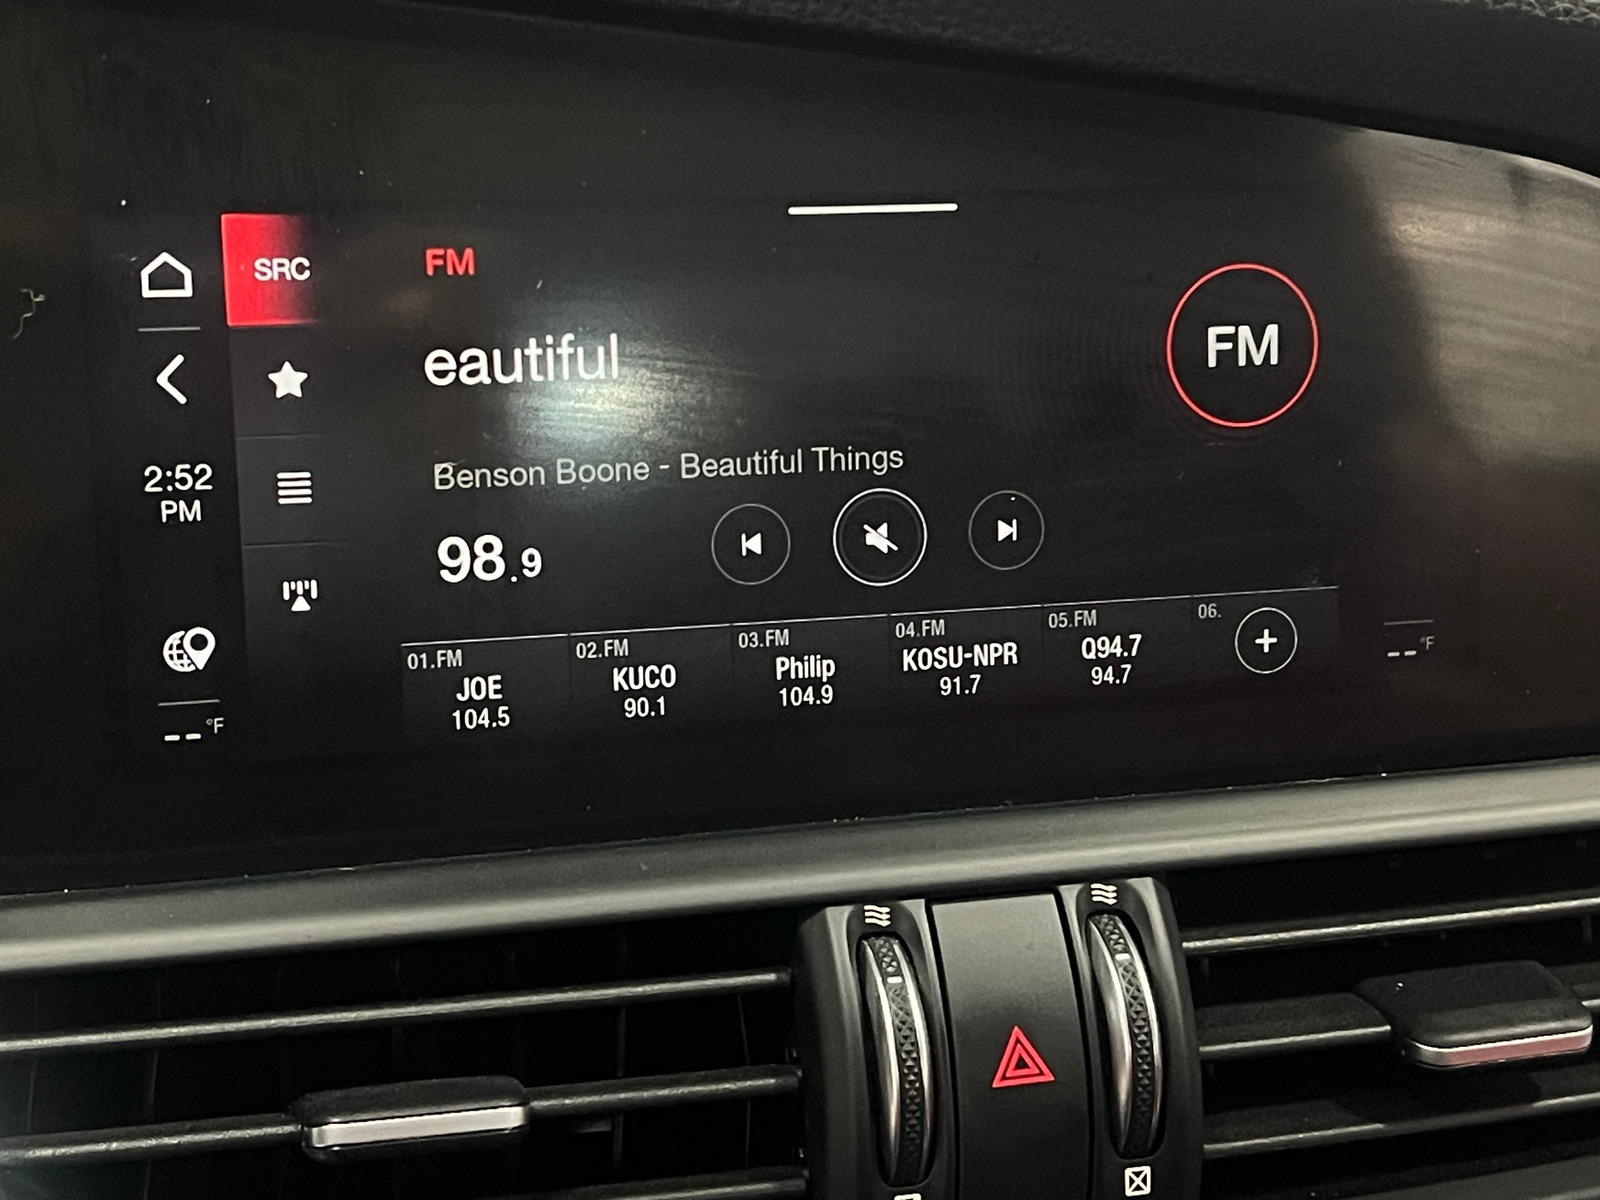 SRC
FM
eautiful
FM
Benson Boone - Beautiful Things
2:52
PM
98.9
01.FM
JOE
104.5
02.FM
KUCO
90.1
03.FM
Philip
104.9
04.FM
KOSU-NPR
91.7
05.FM
Q94.7
94.7
06.
+
--°F
--°F